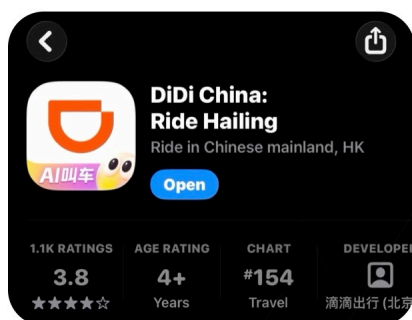 DiDi China:
Ride Hailing
Ride in Chinese mainland, HK
AI叫车
Open
1.1K RATINGS
AGE RATING
CHART
DEVELOPER
3.8
4+
#154
★★★★☆
Years
Travel
滴滴出行 (北京